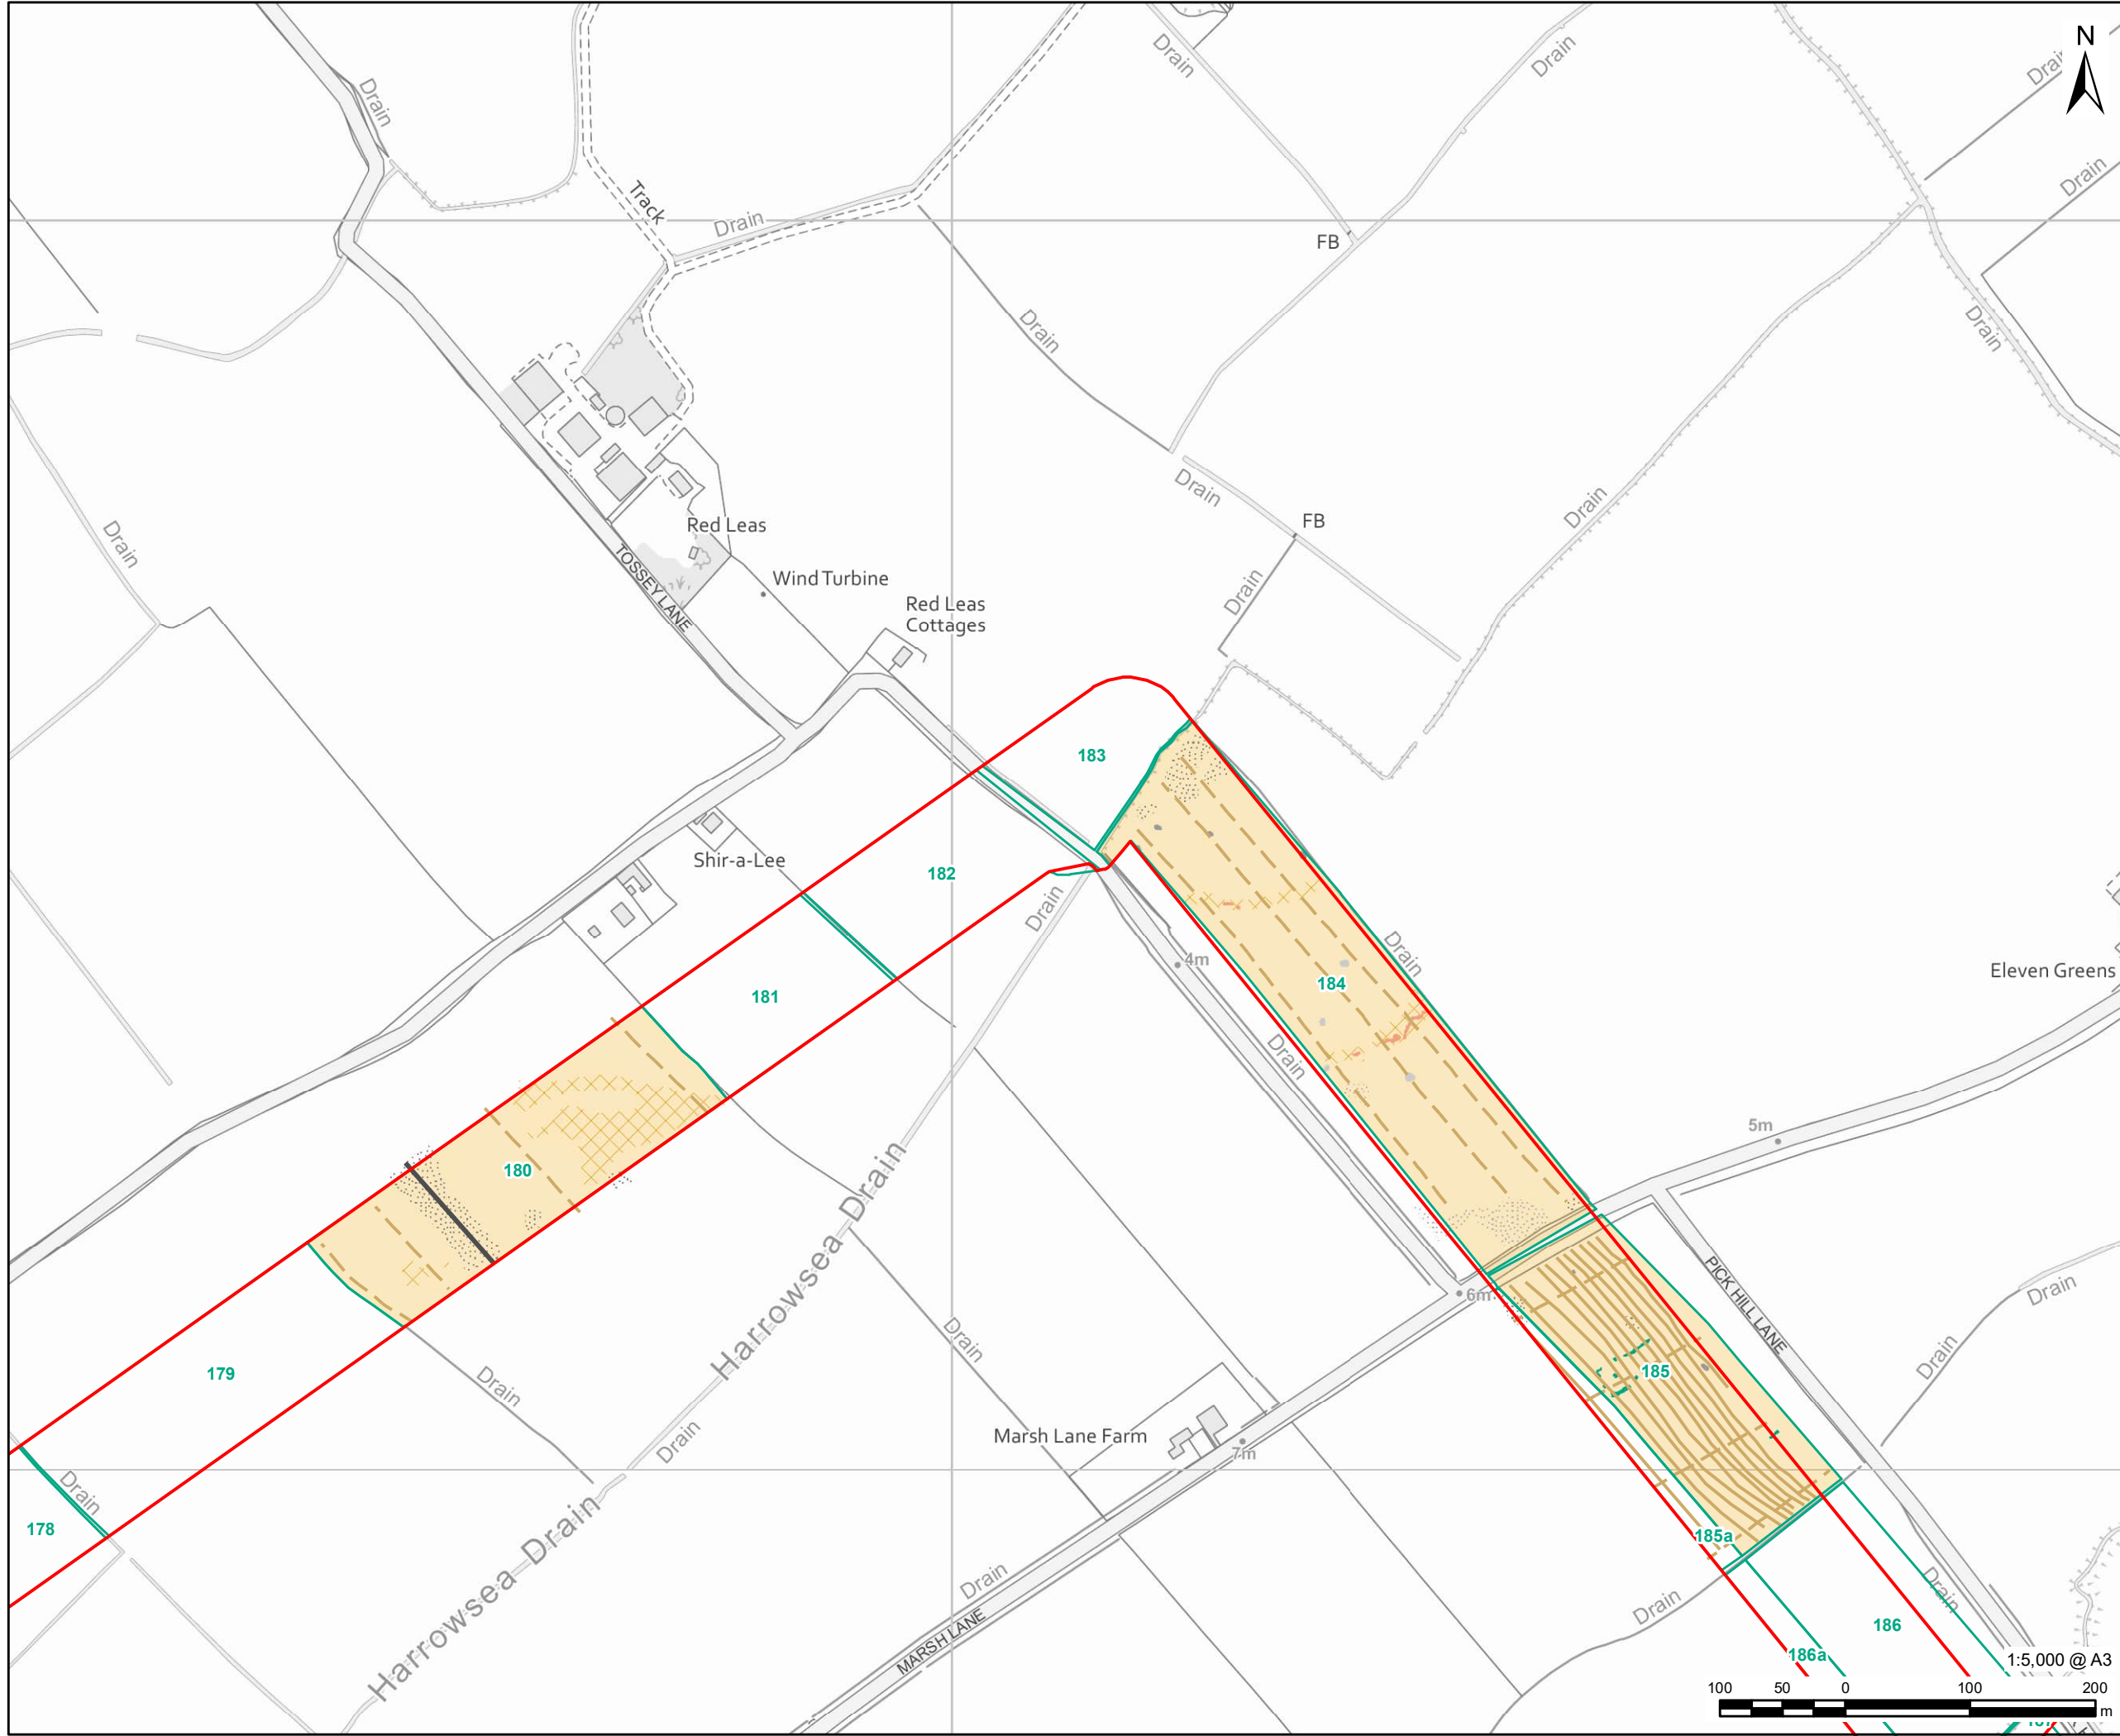 N
Drain
Drain
Drain
Drain
Drain
Drain
Track
Drain
FB
Drain
Drain
Drain
Drain
FB
Red Leas
Drain
Drain
TOSSEY LANE
Wind Turbine
Red Leas
Cottages
183
Shir-a-Lee
182
Drain
4m
Drain
Eleven Greens
184
181
Drain
5m
180
Harrowsea Drain
6m
PICK HILL LANE
Drain
Drain
Drain
185
179
Drain
Marsh Lane Farm
7m
Drain
Drain
178
185a
Harrowsea Drain
Drain
Drain
Drain
MARSH LANE
186
186a
1:5,000 @ A3
100 50 0 100 200
m